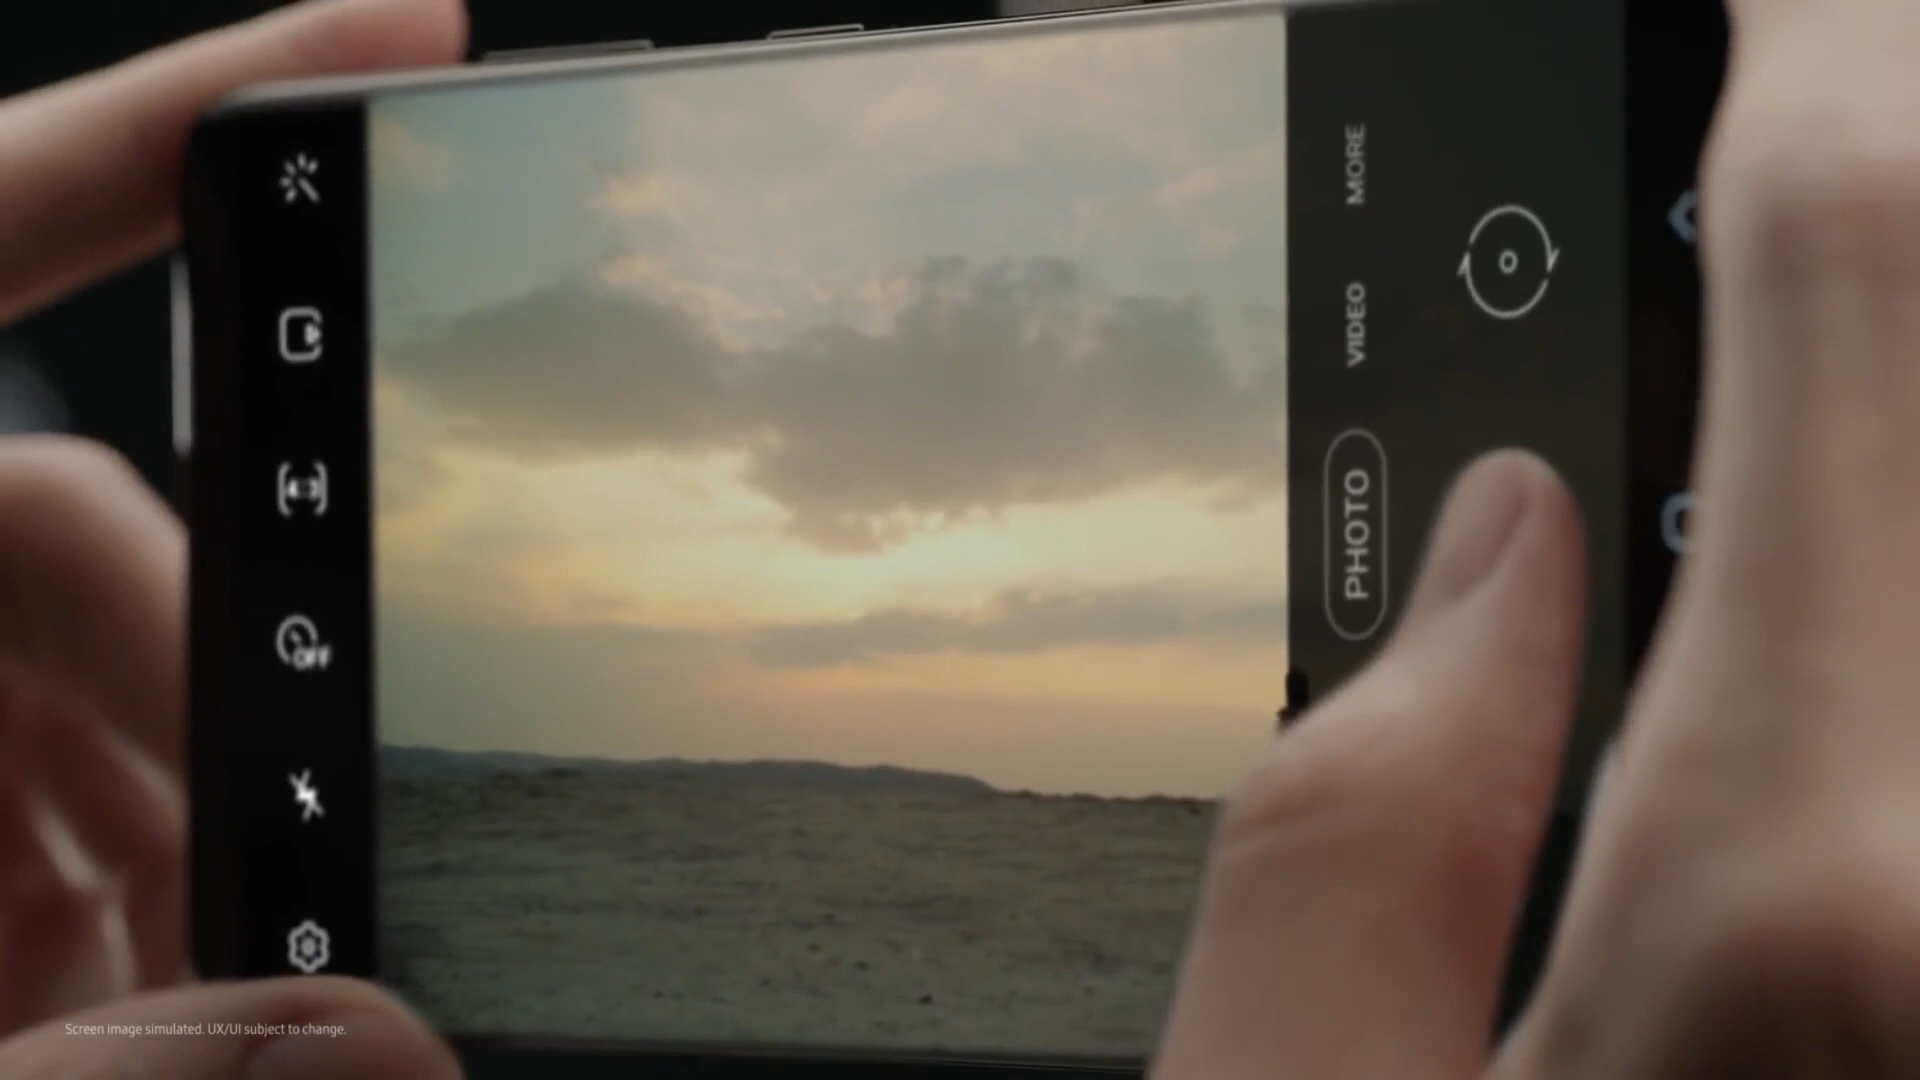 MORE
VIDEO
PHOTO
OFF
Screen image simulated. UX/UI subject to change.